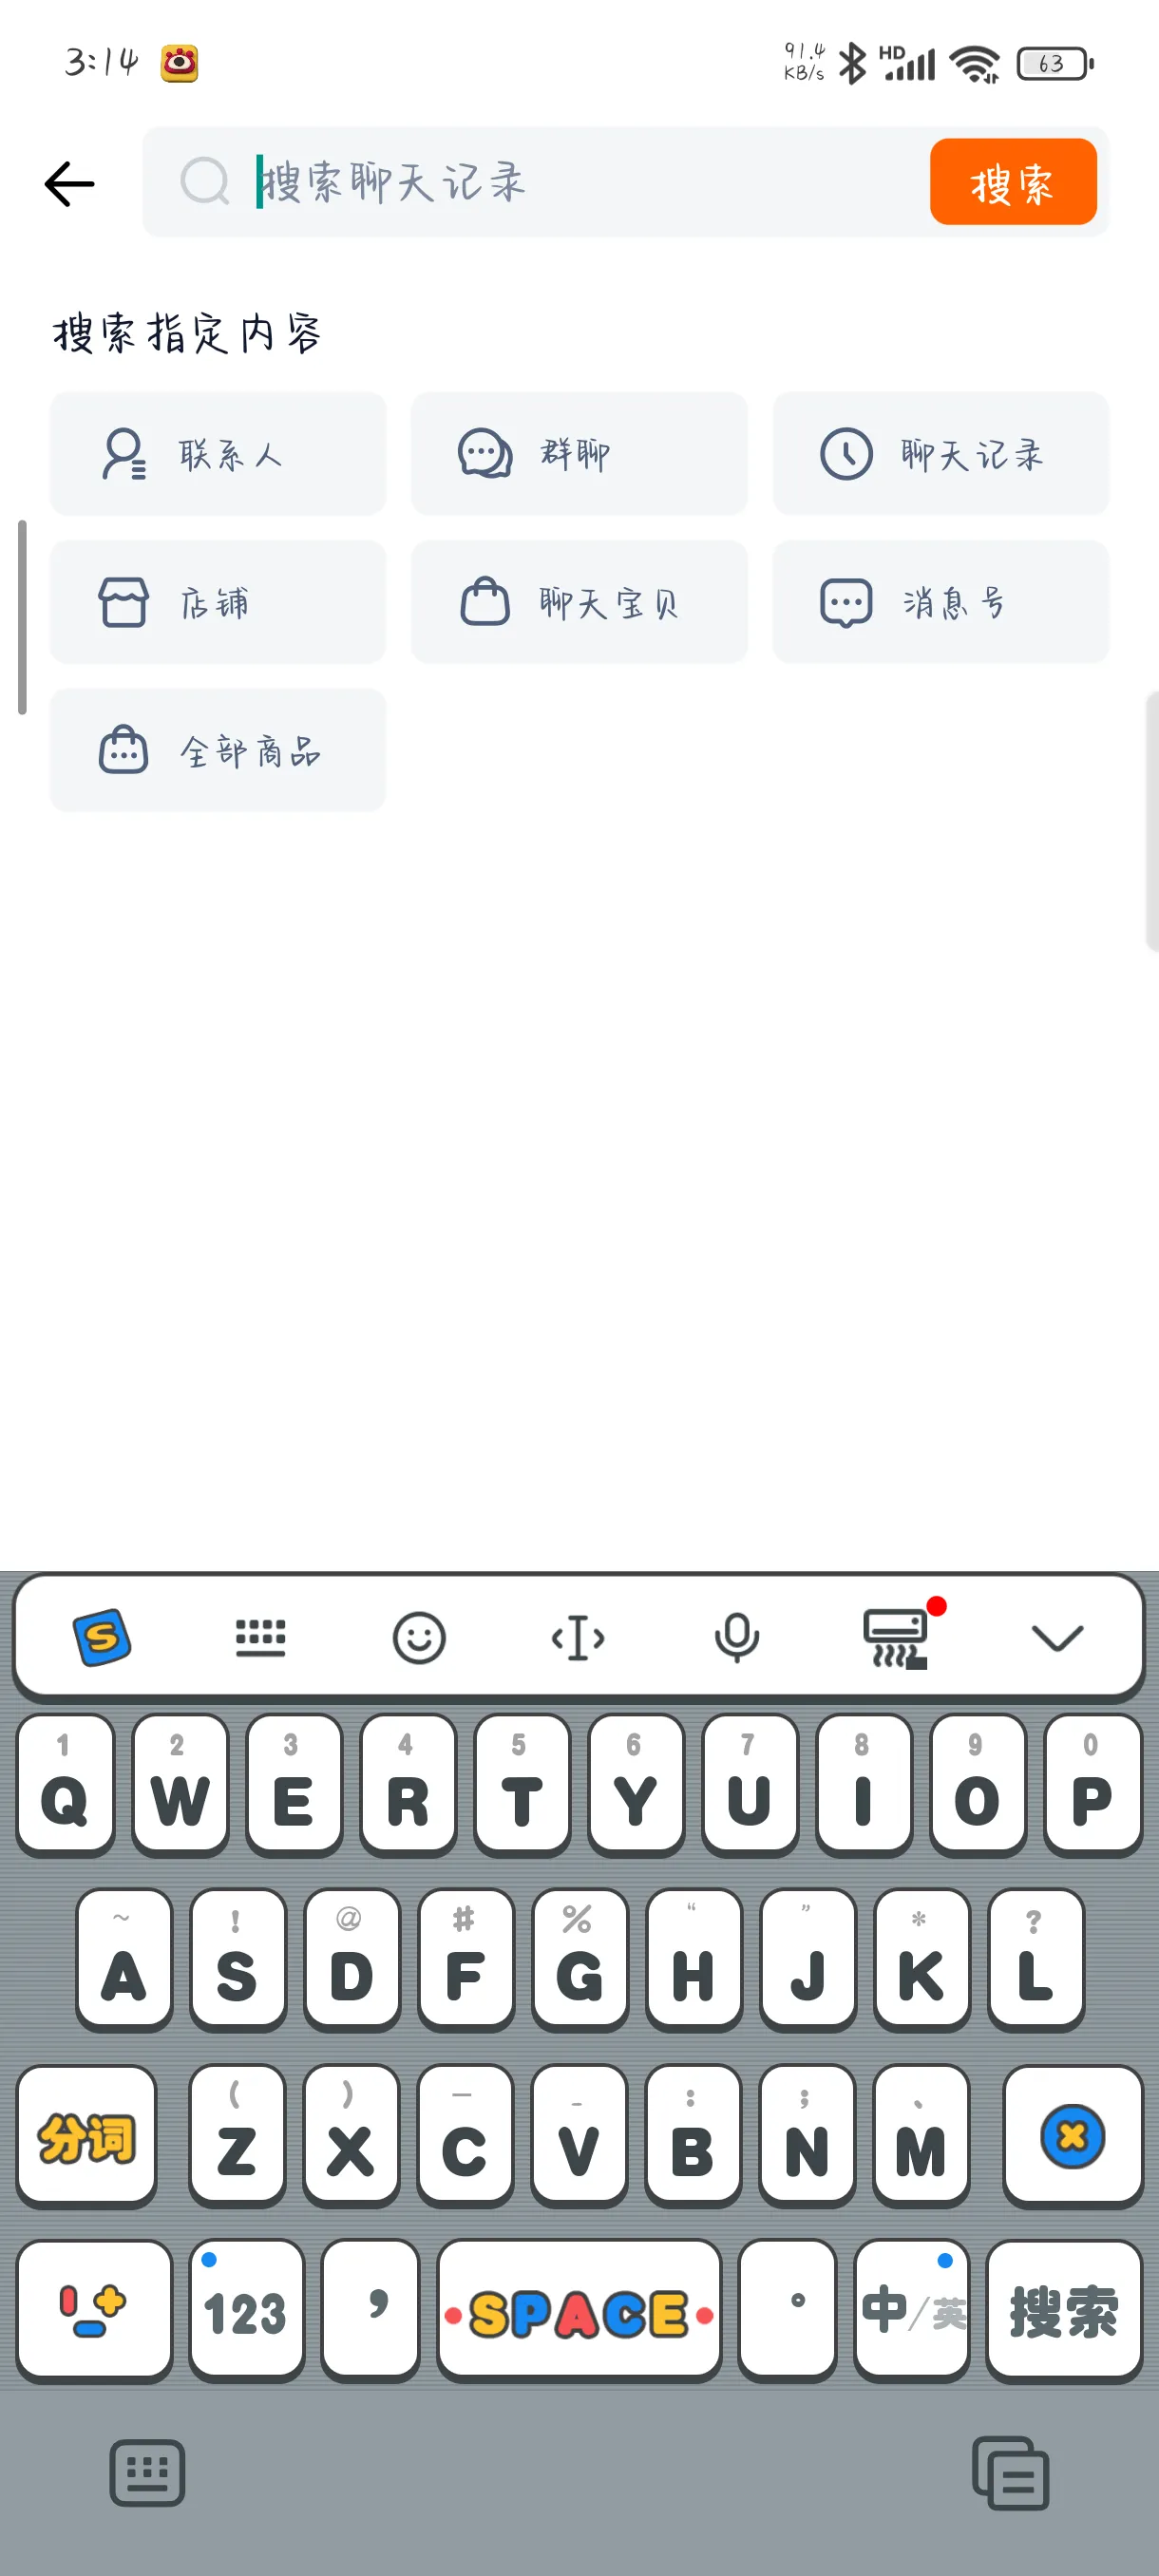 3:14 91.4 KB/s HD 63
搜索聊天记录 搜索
搜索指定内容
联系人 群聊 聊天记录
店铺 聊天宝贝 消息号
全部商品
S
1 2 3 4 5 6 7 8 9 0
Q W E R T Y U I O P
~ ! @ # % “ ” * ?
A S D F G H J K L
( ) — _ : ; 、
分词 Z X C V B N M
123 , SPACE 。 中/英 搜索